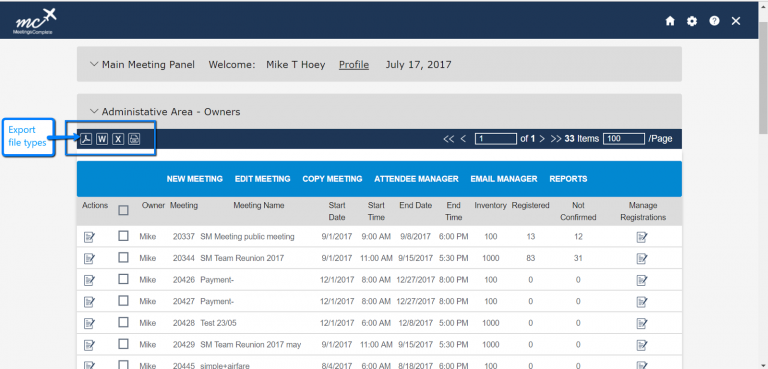 mc
MeetingsComplete
Main Meeting Panel Welcome: Mike T Hoey Profile July 17, 2017
Administative Area - Owners
Export
file types
W X << < 1 of 1 > >> 33 Items 100 /Page
NEW MEETING EDIT MEETING COPY MEETING ATTENDEE MANAGER EMAIL MANAGER REPORTS
Actions Owner Meeting Meeting Name Start Date Start Time End Date End Time Inventory Registered Not Confirmed Manage Registrations
Mike 20337 SM Meeting public meeting 9/1/2017 9:00 AM 9/8/2017 6:00 PM 100 13 12
Mike 20344 SM Team Reunion 2017 9/1/2017 11:00 AM 9/15/2017 5:30 PM 1000 83 31
Mike 20426 Payment- 12/1/2017 8:00 AM 12/27/2017 8:00 PM 100 0 0
Mike 20427 Payment- 12/1/2017 8:00 AM 12/27/2017 8:00 PM 100 0 0
Mike 20428 Test 23/05 12/1/2017 6:00 AM 12/8/2017 5:00 PM 1000 0 0
Mike 20429 SM Team Reunion 2017 may 9/1/2017 11:00 AM 9/15/2017 5:30 PM 1000 0 0
Mike 20445 simple+airfare 8/4/2017 6:00 AM 8/18/2017 6:00 PM 100 0 0